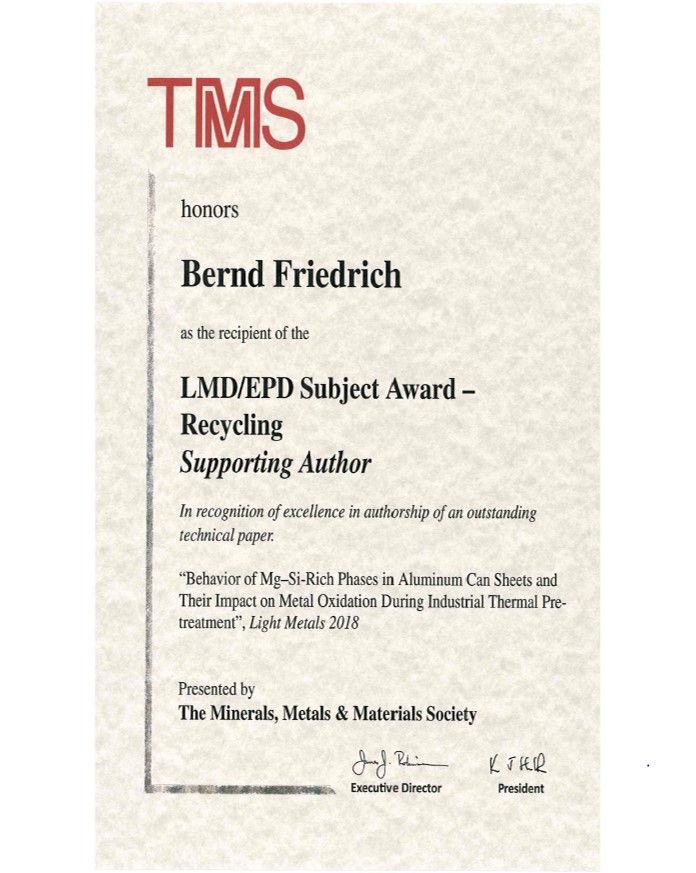 TMS
honors
Bernd Friedrich
as the recipient of the
LMD/EPD Subject Award –
Recycling
Supporting Author
In recognition of excellence in authorship of an outstanding
technical paper.
“Behavior of Mg–Si-Rich Phases in Aluminum Can Sheets and
Their Impact on Metal Oxidation During Industrial Thermal Pre-
treatment”, Light Metals 2018
Presented by
The Minerals, Metals & Materials Society
Executive Director President